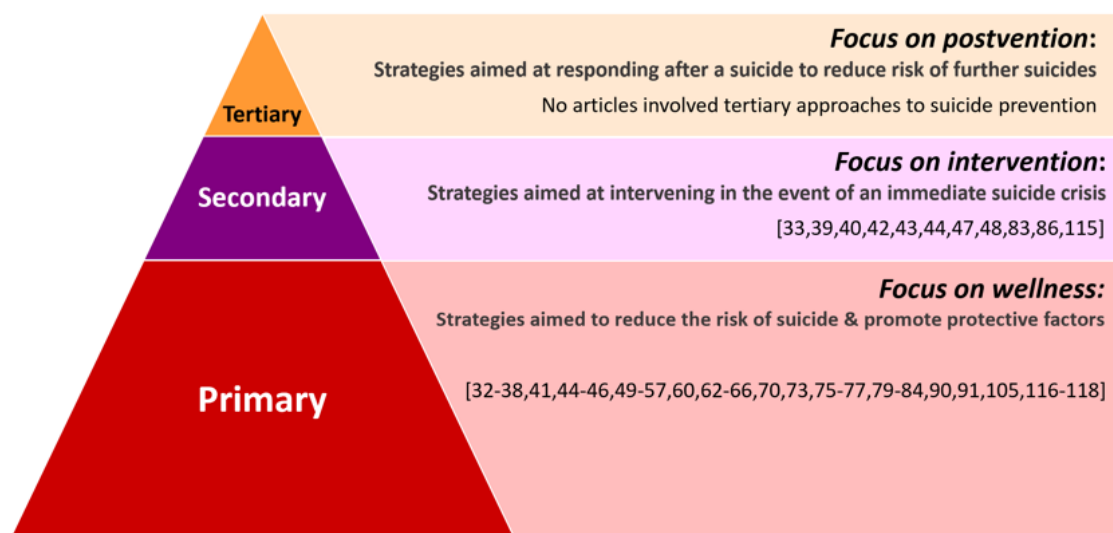 Focus on postvention:
Strategies aimed at responding after a suicide to reduce risk of further suicides
No articles involved tertiary approaches to suicide prevention
Tertiary
Focus on intervention:
Strategies aimed at intervening in the event of an immediate suicide crisis
Secondary
[33,39,40,42,43,44,47,48,83,86,115]
Focus on wellness:
Strategies aimed to reduce the risk of suicide & promote protective factors
Primary
[32-38,41,44-46,49-57,60,62-66,70,73,75-77,79-84,90,91,105,116-118]